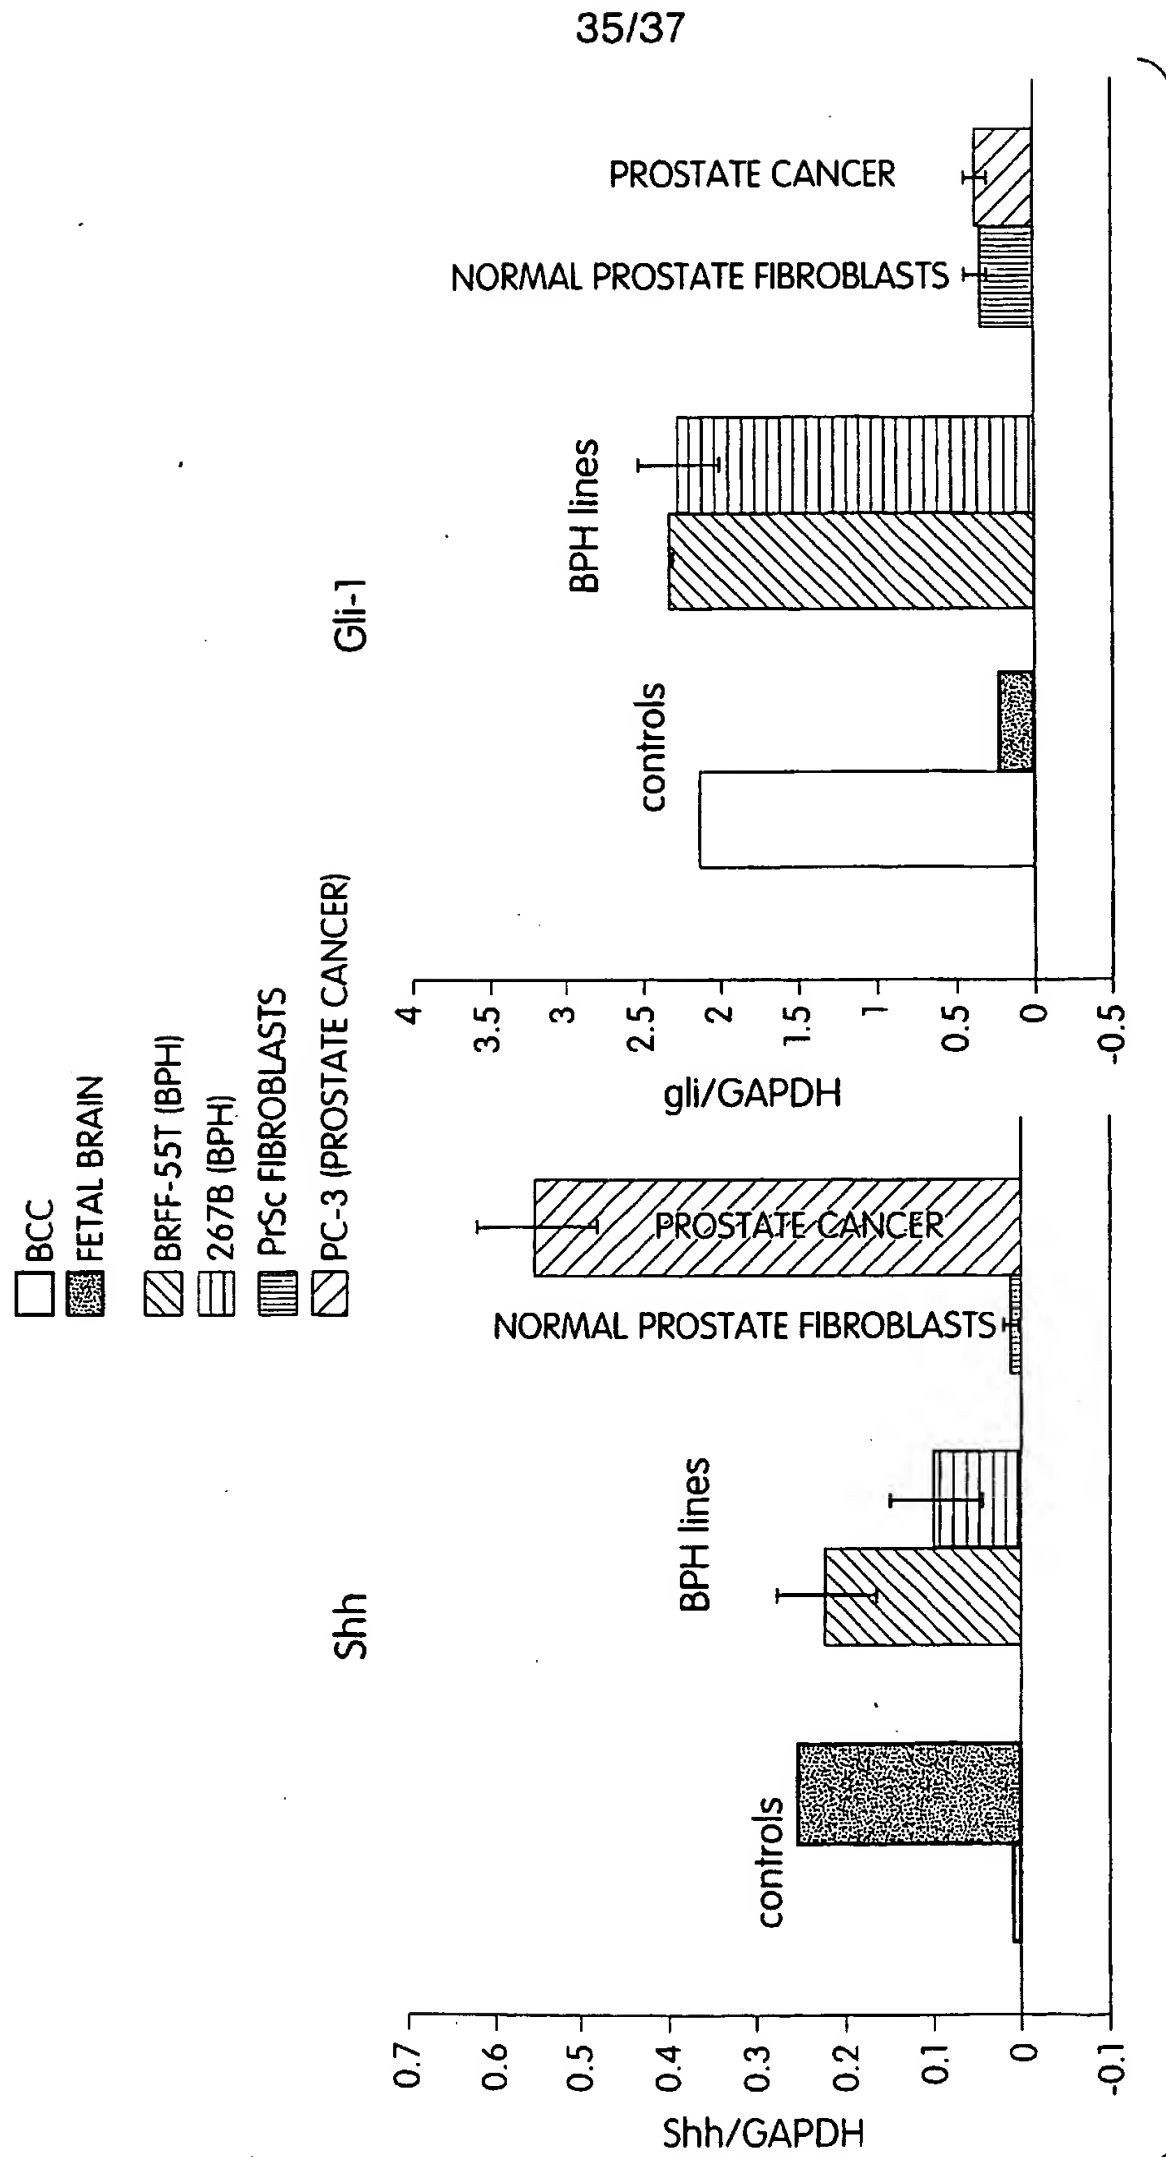 35/37
BCC
FETAL BRAIN
BRFF-55T (BPH)
267B (BPH)
PrSc FIBROBLASTS
PC-3 (PROSTATE CANCER)
Shh
Shh/GAPDH
0.7
0.6
0.5
0.4
0.3
0.2
0.1
0
-0.1
controls
BPH lines
NORMAL PROSTATE FIBROBLASTS
PROSTATE CANCER
Gli-1
gli/GAPDH
4
3.5
3
2.5
2
1.5
1
0.5
0
-0.5
controls
BPH lines
NORMAL PROSTATE FIBROBLASTS
PROSTATE CANCER